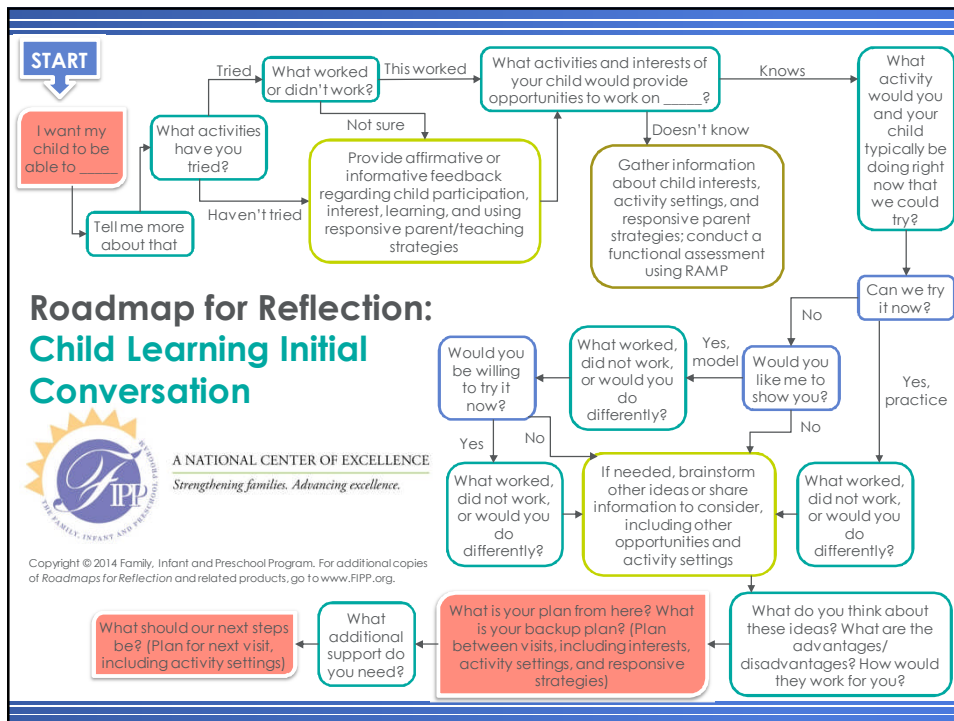 START
I want my
child to be
able to _____
Tell me more
about that
What activities
have you
tried?
Tried
Haven't tried
What worked
or didn't work?
This worked
Not sure
Provide affirmative or
informative feedback
regarding child participation,
interest, learning, and using
responsive parent/teaching
strategies
What activities and interests of
your child would provide
opportunities to work on _____?
Knows
Doesn't know
Gather information
about child interests,
activity settings, and
responsive parent
strategies; conduct a
functional assessment
using RAMP
What
activity
would you
and your
child
typically be
doing right
now that
we could
try?
Can we try
it now?
No
Yes,
practice
Would you
like me to
show you?
Yes,
model
No
What worked,
did not work,
or would you
do
differently?
Would you
be willing
to try it
now?
Yes
No
What worked,
did not work,
or would you
do
differently?
If needed, brainstorm
other ideas or share
information to consider,
including other
opportunities and
activity settings
What worked,
did not work,
or would you
do
differently?
What do you think about
these ideas? What are the
advantages/
disadvantages? How would
they work for you?
What is your plan from here? What
is your backup plan? (Plan
between visits, including interests,
activity settings, and responsive
strategies)
What
additional
support do
you need?
What should our next steps
be? (Plan for next visit,
including activity settings)
Roadmap for Reflection:
Child Learning Initial
Conversation
FIPP
THE FAMILY, INFANT AND PRESCHOOL PROGRAM
A NATIONAL CENTER OF EXCELLENCE
Strengthening families. Advancing excellence.
Copyright © 2014 Family, Infant and Preschool Program. For additional copies
of Roadmaps for Reflection and related products, go to www.FIPP.org.